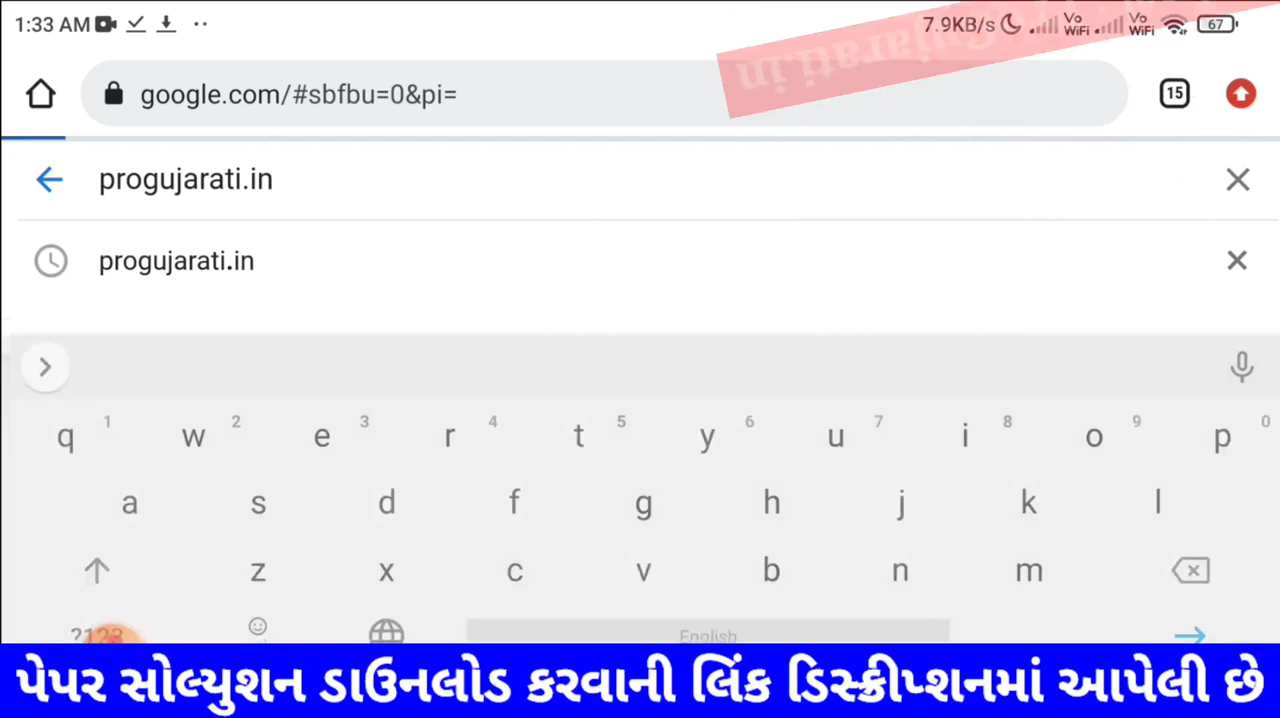 1:33 AM
7.9KB/s Vo WiFi Vo WiFi 67
google.com/#sbfbu=0&pi=
15
progujarati.in
progujarati.in
q 1 w 2 e 3 r 4 t 5 y 6 u 7 i 8 o 9 p 0
a s d f g h j k l
z x c v b n m
?123 English
પેપર સોલ્યુશન ડાઉનલોડ કરવાની લિંક ડિસ્ક્રીપ્શનમાં આપેલી છે